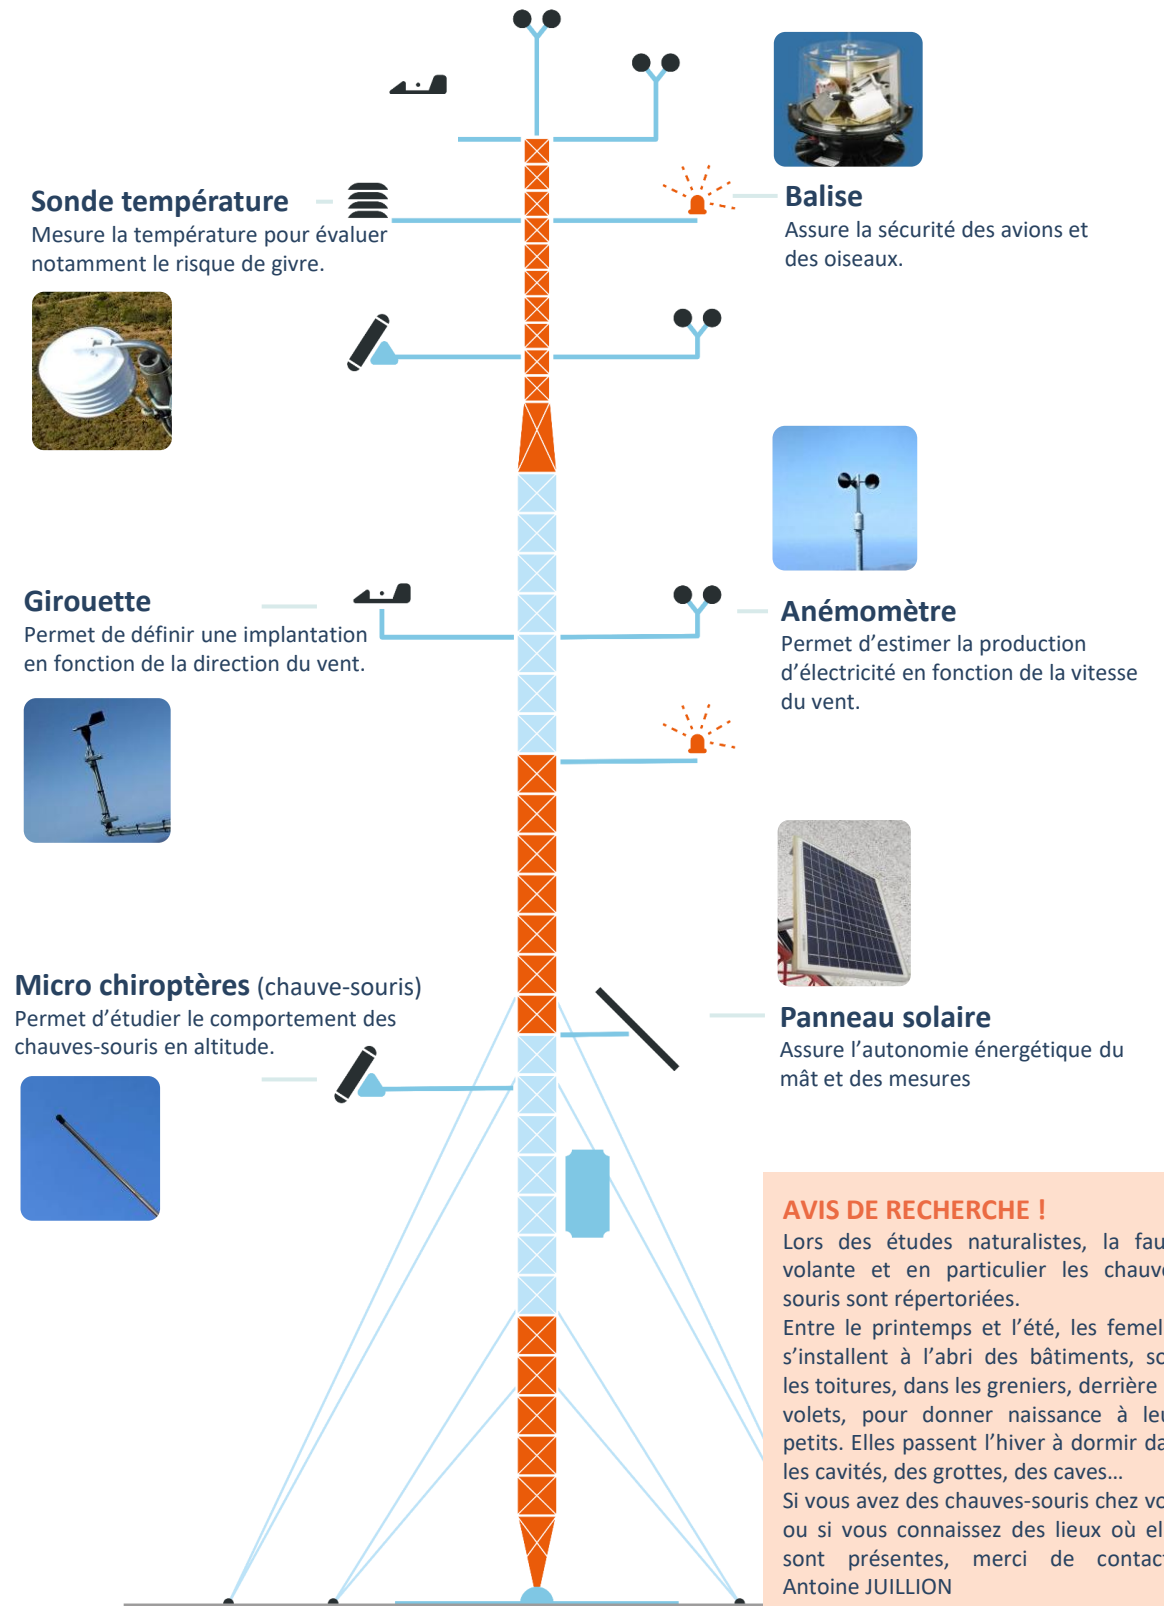 Sonde température
Mesure la température pour évaluer
notamment le risque de givre.
Balise
Assure la sécurité des avions et
des oiseaux.
Girouette
Permet de définir une implantation
en fonction de la direction du vent.
Anémomètre
Permet d'estimer la production
d'électricité en fonction de la vitesse
du vent.
Micro chiroptères (chauve-souris)
Permet d'étudier le comportement des
chauves-souris en altitude.
Panneau solaire
Assure l'autonomie énergétique du
mât et des mesures
AVIS DE RECHERCHE !
Lors des études naturalistes, la
volante et en particulier les
souris sont répertoriées.
Entre le printemps et l'été, les
s'installent à l'abri des bâtiments,
les toitures, dans les greniers, derrière
volets, pour donner naissance à
petits. Elles passent l'hiver à dormir
les cavités, des grottes, des caves...
Si vous avez des chauves-souris chez
ou si vous connaissez des lieux où
sont présentes, merci de
Antoine JUILLION